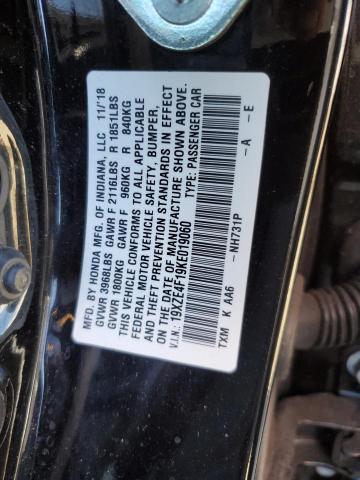 MFD. BY HONDA MFG. OF INDIANA, LLC 11/18
GVWR 3968LBS GAWR F 2116LBS R 1851LBS
GVWR 1800KG GAWR F 960KG R 840KG
THIS VEHICLE CONFORMS TO ALL APPLICABLE
FEDERAL MOTOR VEHICLE SAFETY, BUMPER,
AND THEFT PREVENTION STANDARDS IN EFFECT
ON THE DATE OF MANUFACTURE SHOWN ABOVE.
V.I.N.: 19XZE4F19KE019060 TYPE: PASSENGER CAR
-NH731P -A -E
TXM K AA6